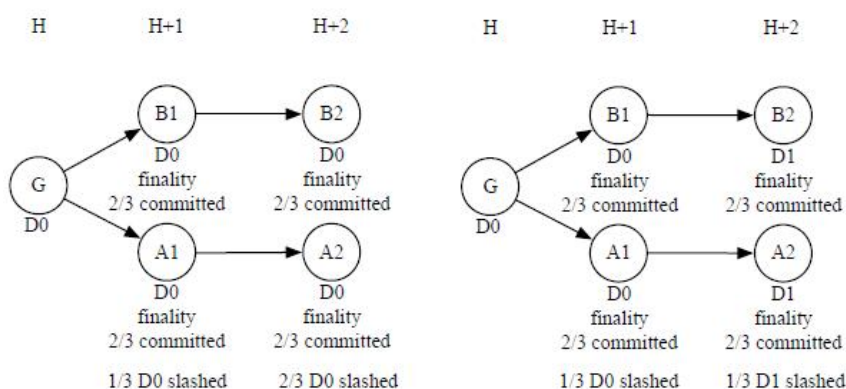 H H+1 H+2
B1 B2
D0 D0
finality finality
2/3 committed 2/3 committed
G
D0
A1 A2
D0 D0
finality finality
2/3 committed 2/3 committed
1/3 D0 slashed 2/3 D0 slashed
H H+1 H+2
B1 B2
D0 D1
finality finality
2/3 committed 2/3 committed
G
D0
A1 A2
D0 D1
finality finality
2/3 committed 2/3 committed
1/3 D0 slashed 1/3 D1 slashed